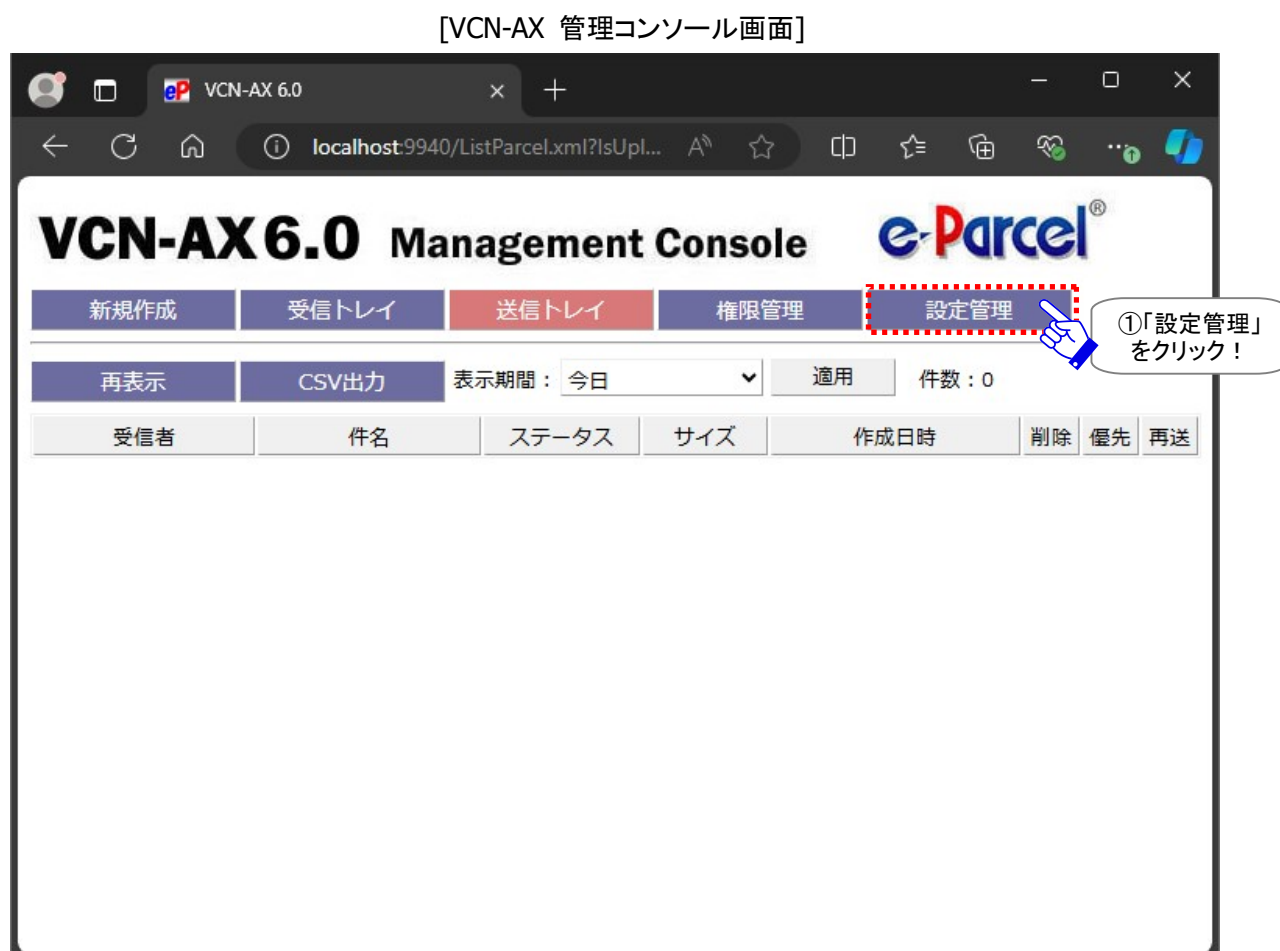 [VCN-AX 管理コンソール画面]
eP VCN-AX 6.0
localhost:9940/ListParcel.xml?IsUpl...
VCN-AX 6.0 Management Console e-Parcel®
新規作成 受信トレイ 送信トレイ 権限管理 設定管理
①「設定管理」
をクリック！
再表示 CSV出力 表示期間： 今日 適用 件数：0
受信者 件名 ステータス サイズ 作成日時 削除 優先 再送